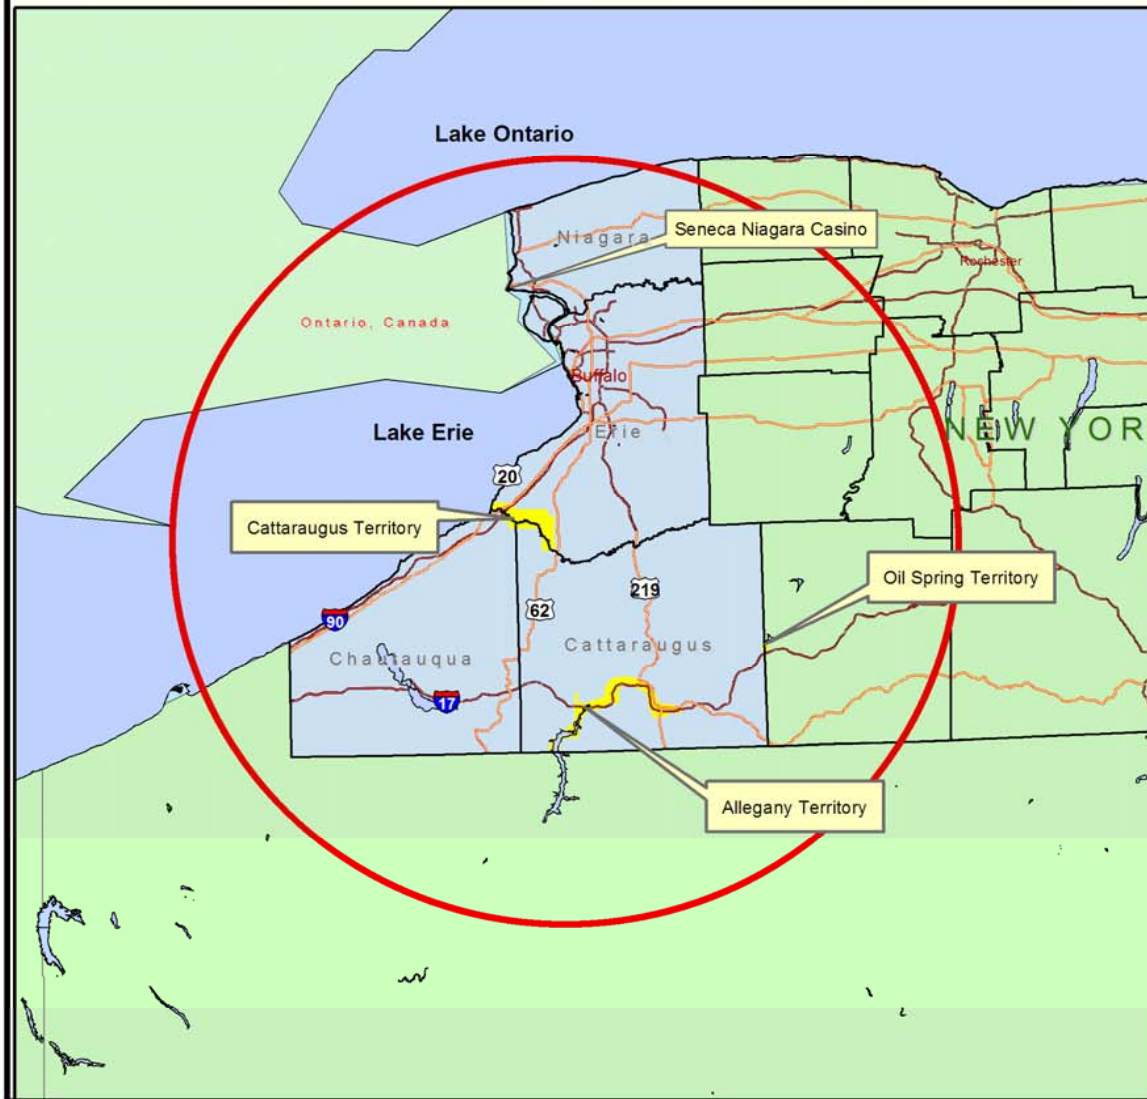 Lake Ontario
Seneca Niagara Casino
Niagara
Rochester
Ontario, Canada
Buffalo
Lake Erie
Erie
NEW YOR
20
Cattaraugus Territory
Oil Spring Territory
219
62
90
Cattaraugus
Chautauqua
17
Allegany Territory